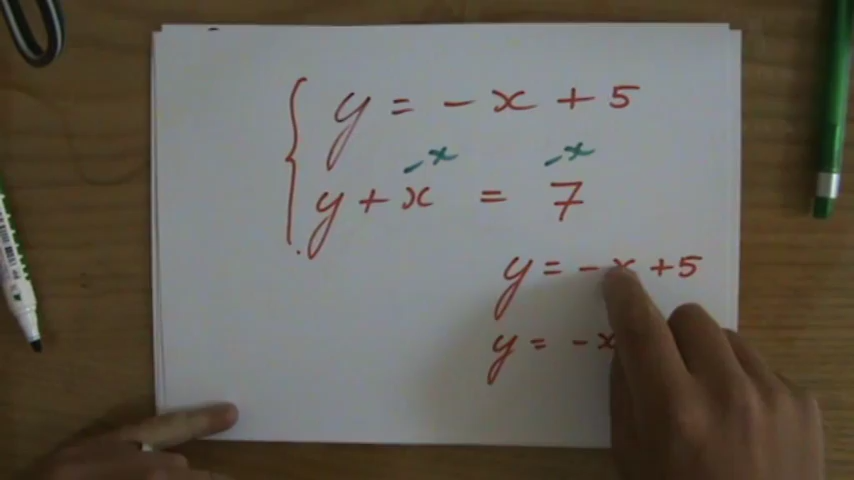 y = - x + 5
-x -x
y + x = 7
y = - x + 5
y = - x